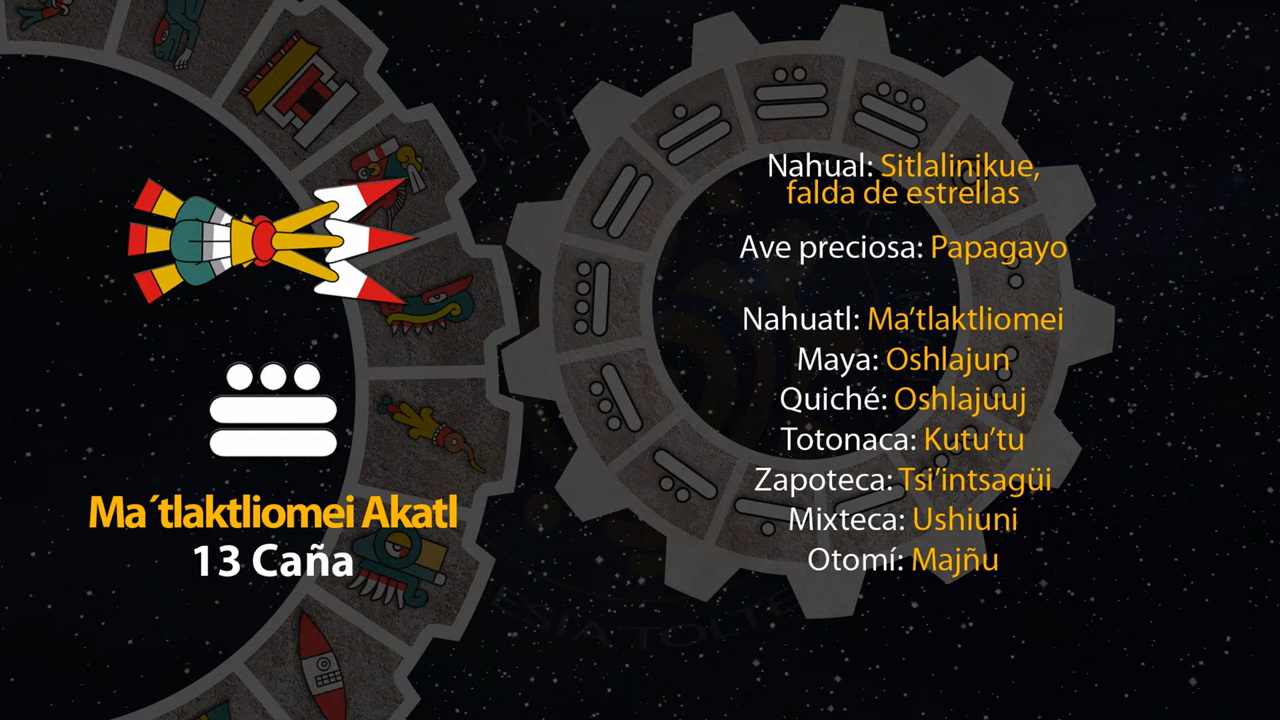 Ma´tlaktliomei Akatl
13 Caña
Nahual: Sitlalinikue,
falda de estrellas
Ave preciosa: Papagayo
Nahuatl: Ma’tlaktliomei
Maya: Oshlajun
Quiché: Oshlajuuj
Totonaca: Kutu’tu
Zapoteca: Tsi’intsagüi
Mixteca: Ushiuni
Otomí: Majñu